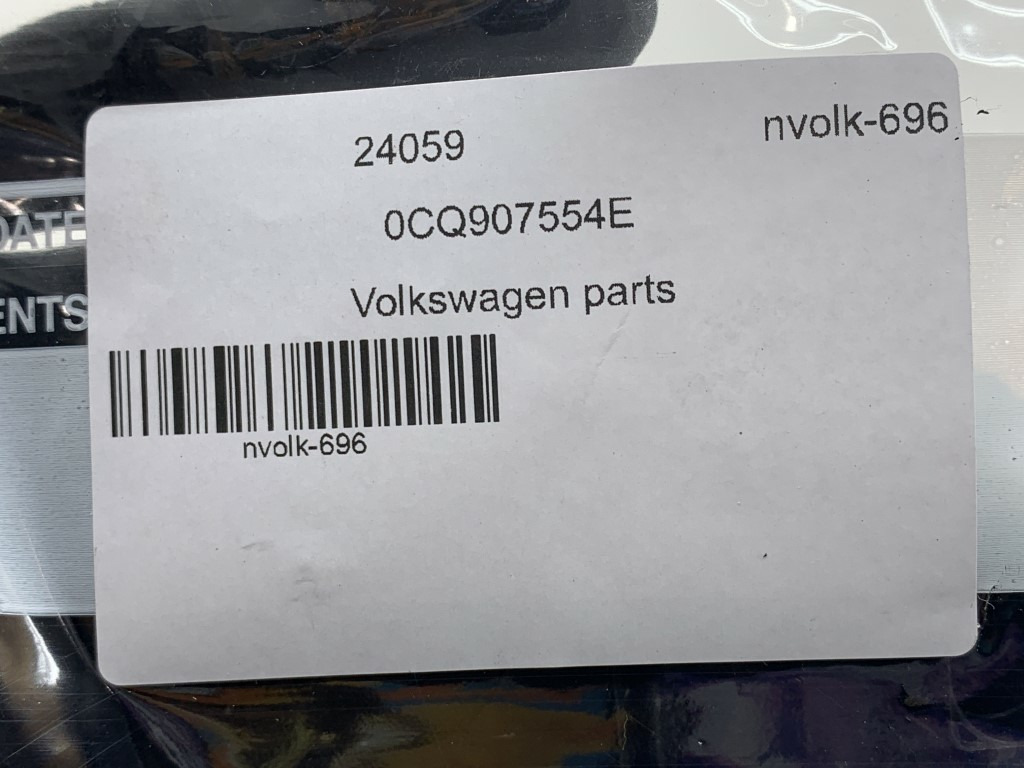 nvolk-696
24059
0CQ907554E
Volkswagen parts
nvolk-696
DATE
ENTS